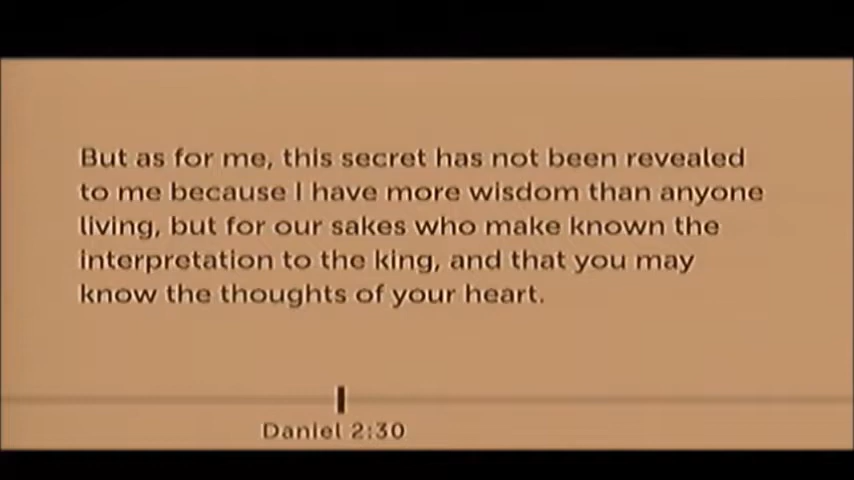 But as for me, this secret has not been revealed
to me because I have more wisdom than anyone
living, but for our sakes who make known the
interpretation to the king, and that you may
know the thoughts of your heart.
Daniel 2:30